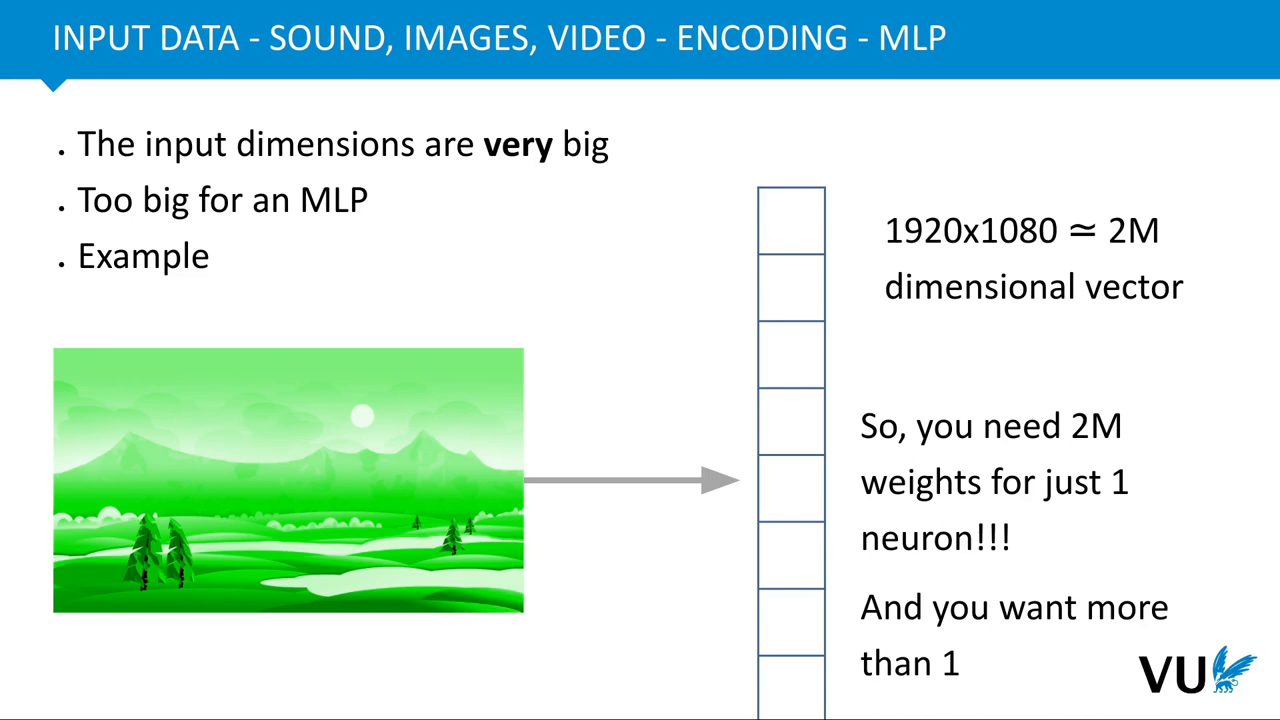 INPUT DATA - SOUND, IMAGES, VIDEO - ENCODING - MLP
. The input dimensions are very big
. Too big for an MLP
. Example
1920x1080 ≃ 2M
dimensional vector
So, you need 2M
weights for just 1
neuron!!!
And you want more
than 1
VU